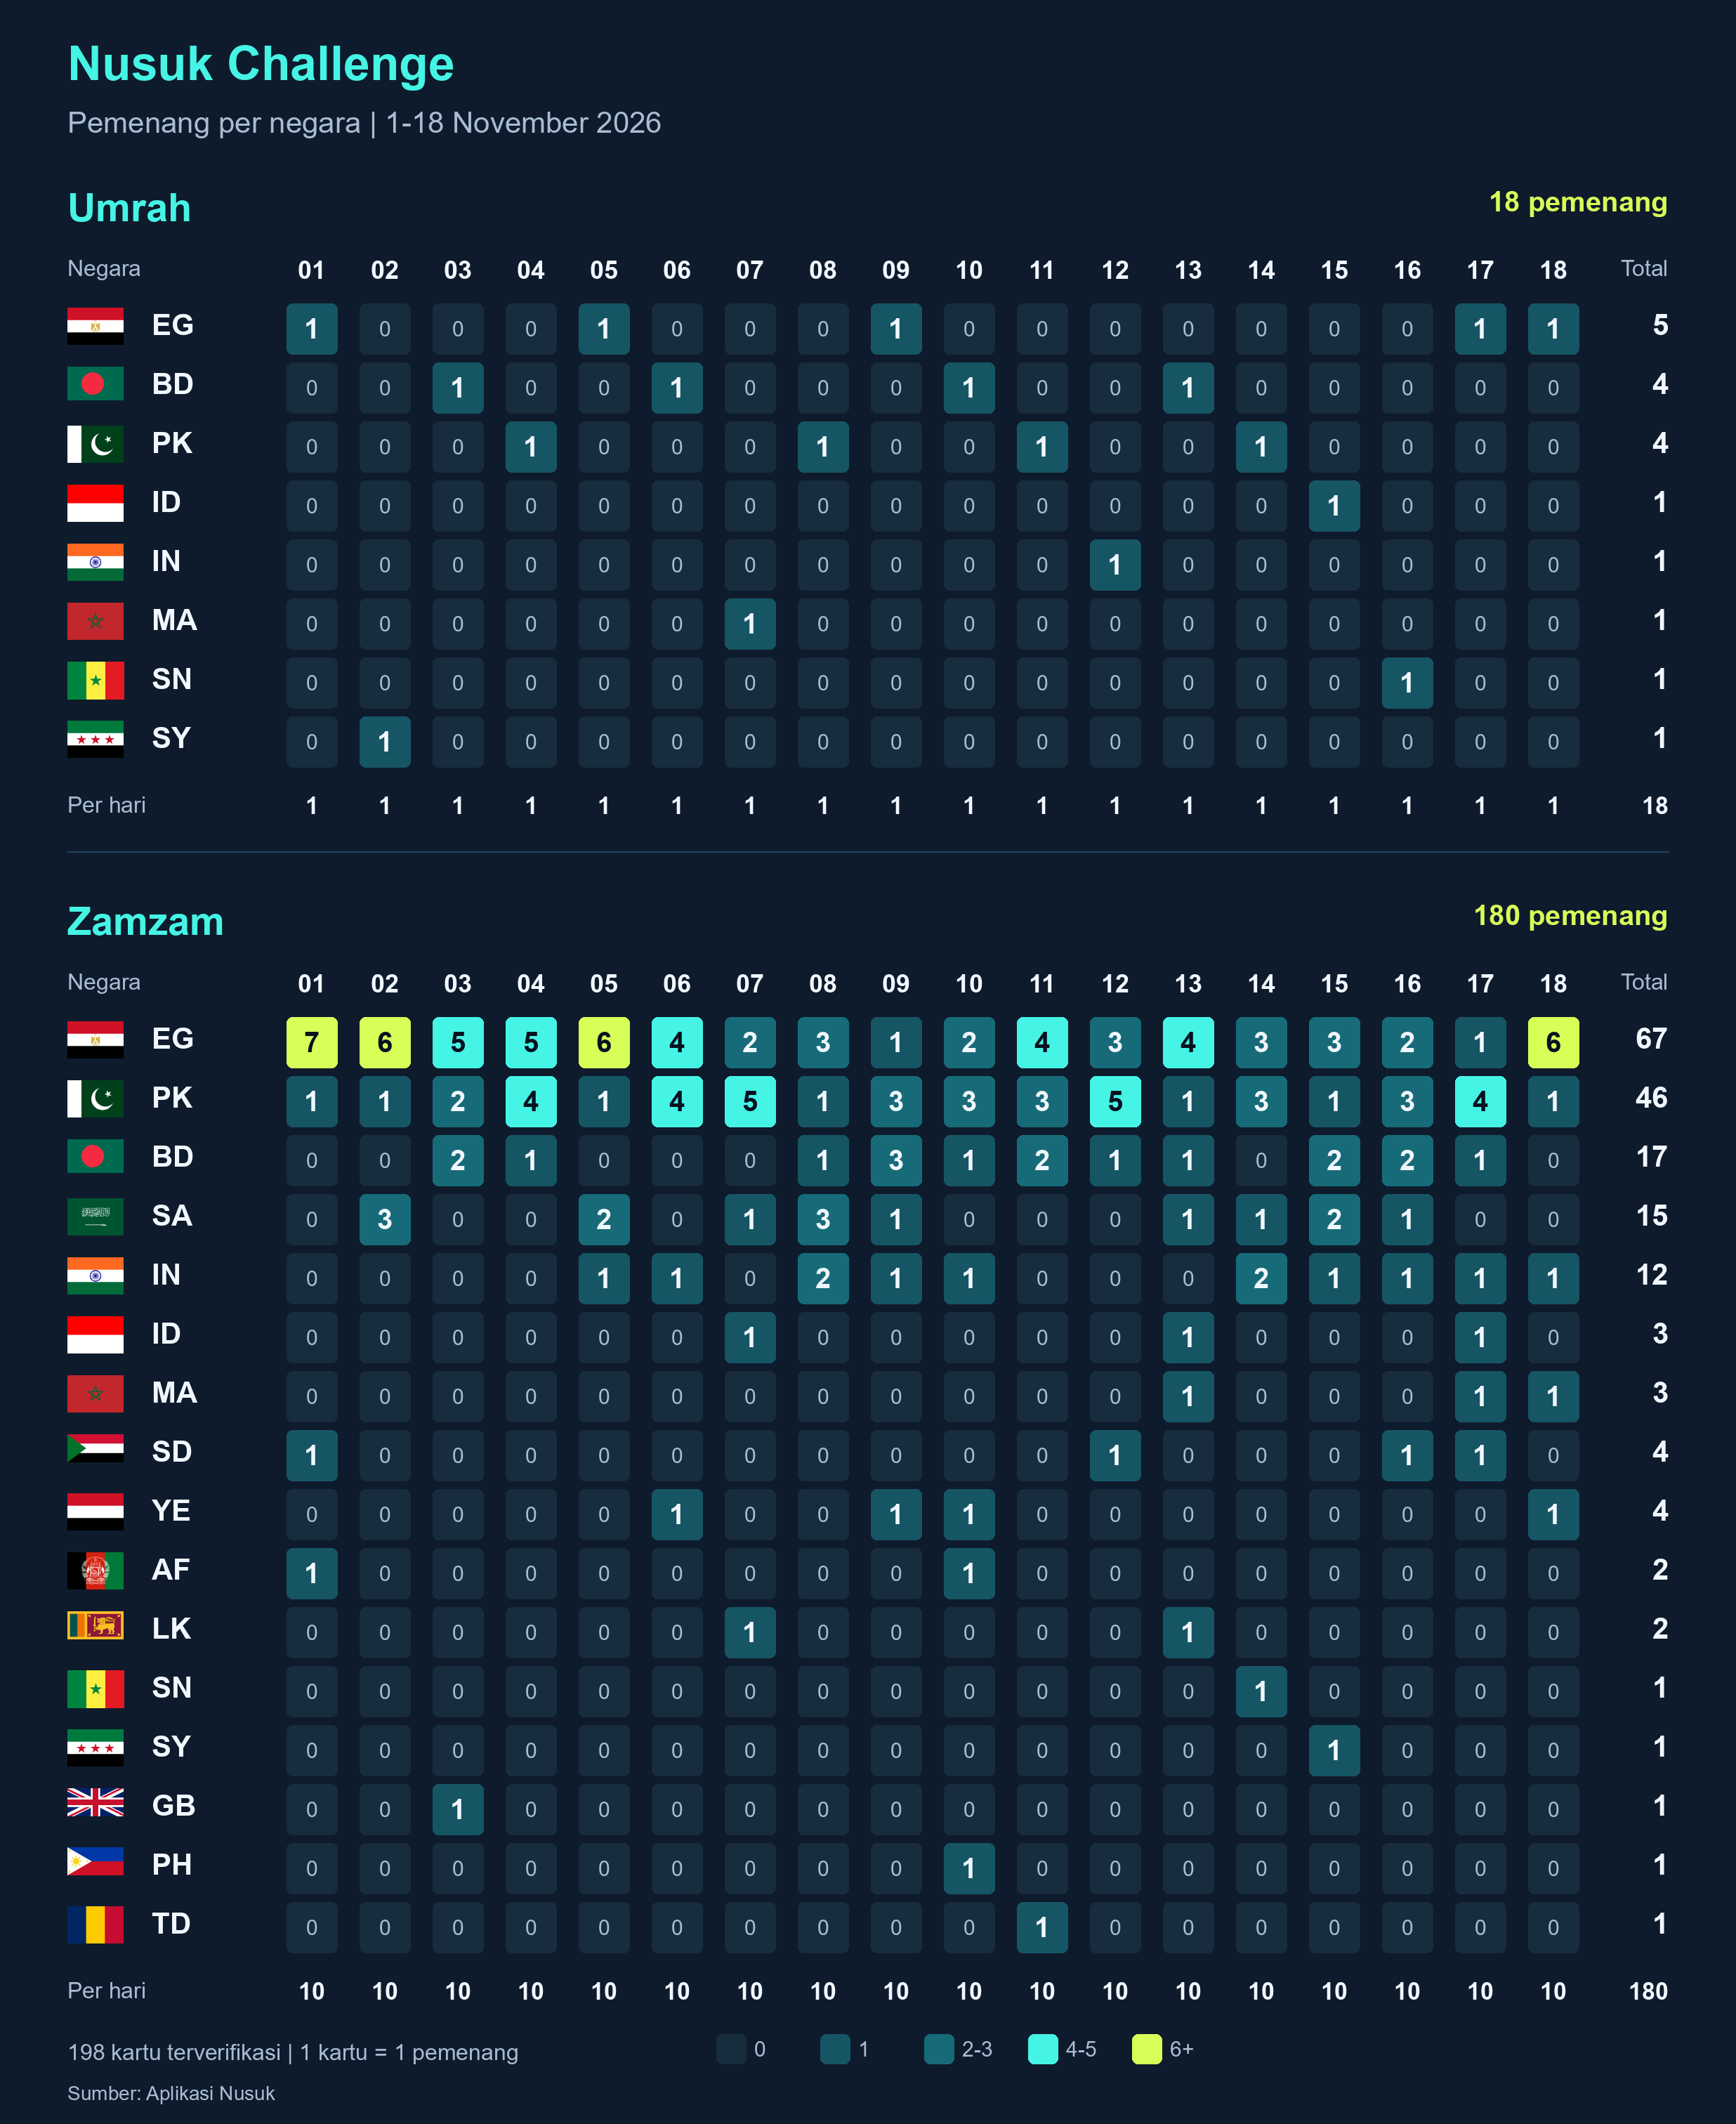 Nusuk Challenge
Pemenang per negara | 1-18 November 2026
Umrah 18 pemenang
Negara 01 02 03 04 05 06 07 08 09 10 11 12 13 14 15 16 17 18 Total
EG 1 0 0 0 1 0 0 0 1 0 0 0 0 0 0 0 1 1 5
BD 0 0 1 0 0 1 0 0 0 1 0 0 1 0 0 0 0 0 4
PK 0 0 0 1 0 0 0 1 0 0 1 0 0 1 0 0 0 0 4
ID 0 0 0 0 0 0 0 0 0 0 0 0 0 0 1 0 0 0 1
IN 0 0 0 0 0 0 0 0 0 0 0 1 0 0 0 0 0 0 1
MA 0 0 0 0 0 0 1 0 0 0 0 0 0 0 0 0 0 0 1
SN 0 0 0 0 0 0 0 0 0 0 0 0 0 0 0 1 0 0 1
SY 0 1 0 0 0 0 0 0 0 0 0 0 0 0 0 0 0 0 1
Per hari 1 1 1 1 1 1 1 1 1 1 1 1 1 1 1 1 1 1 18
Zamzam 180 pemenang
Negara 01 02 03 04 05 06 07 08 09 10 11 12 13 14 15 16 17 18 Total
EG 7 6 5 5 6 4 2 3 1 2 4 3 4 3 3 2 1 6 67
PK 1 1 2 4 1 4 5 1 3 3 3 5 1 3 1 3 4 1 46
BD 0 0 2 1 0 0 0 1 3 1 2 1 1 0 2 2 1 0 17
SA 0 3 0 0 2 0 1 3 1 0 0 0 1 1 2 1 0 0 15
IN 0 0 0 0 1 1 0 2 1 1 0 0 0 2 1 1 1 1 12
ID 0 0 0 0 0 0 1 0 0 0 0 0 1 0 0 0 1 0 3
MA 0 0 0 0 0 0 0 0 0 0 0 0 1 0 0 0 1 1 3
SD 1 0 0 0 0 0 0 0 0 0 0 1 0 0 0 1 1 0 4
YE 0 0 0 0 0 1 0 0 1 1 0 0 0 0 0 0 0 1 4
AF 1 0 0 0 0 0 0 0 0 1 0 0 0 0 0 0 0 0 2
LK 0 0 0 0 0 0 1 0 0 0 0 0 1 0 0 0 0 0 2
SN 0 0 0 0 0 0 0 0 0 0 0 0 0 1 0 0 0 0 1
SY 0 0 0 0 0 0 0 0 0 0 0 0 0 0 1 0 0 0 1
GB 0 0 1 0 0 0 0 0 0 0 0 0 0 0 0 0 0 0 1
PH 0 0 0 0 0 0 0 0 0 1 0 0 0 0 0 0 0 0 1
TD 0 0 0 0 0 0 0 0 0 0 1 0 0 0 0 0 0 0 1
Per hari 10 10 10 10 10 10 10 10 10 10 10 10 10 10 10 10 10 10 180
198 kartu terverifikasi | 1 kartu = 1 pemenang 0 1 2-3 4-5 6+
Sumber: Aplikasi Nusuk